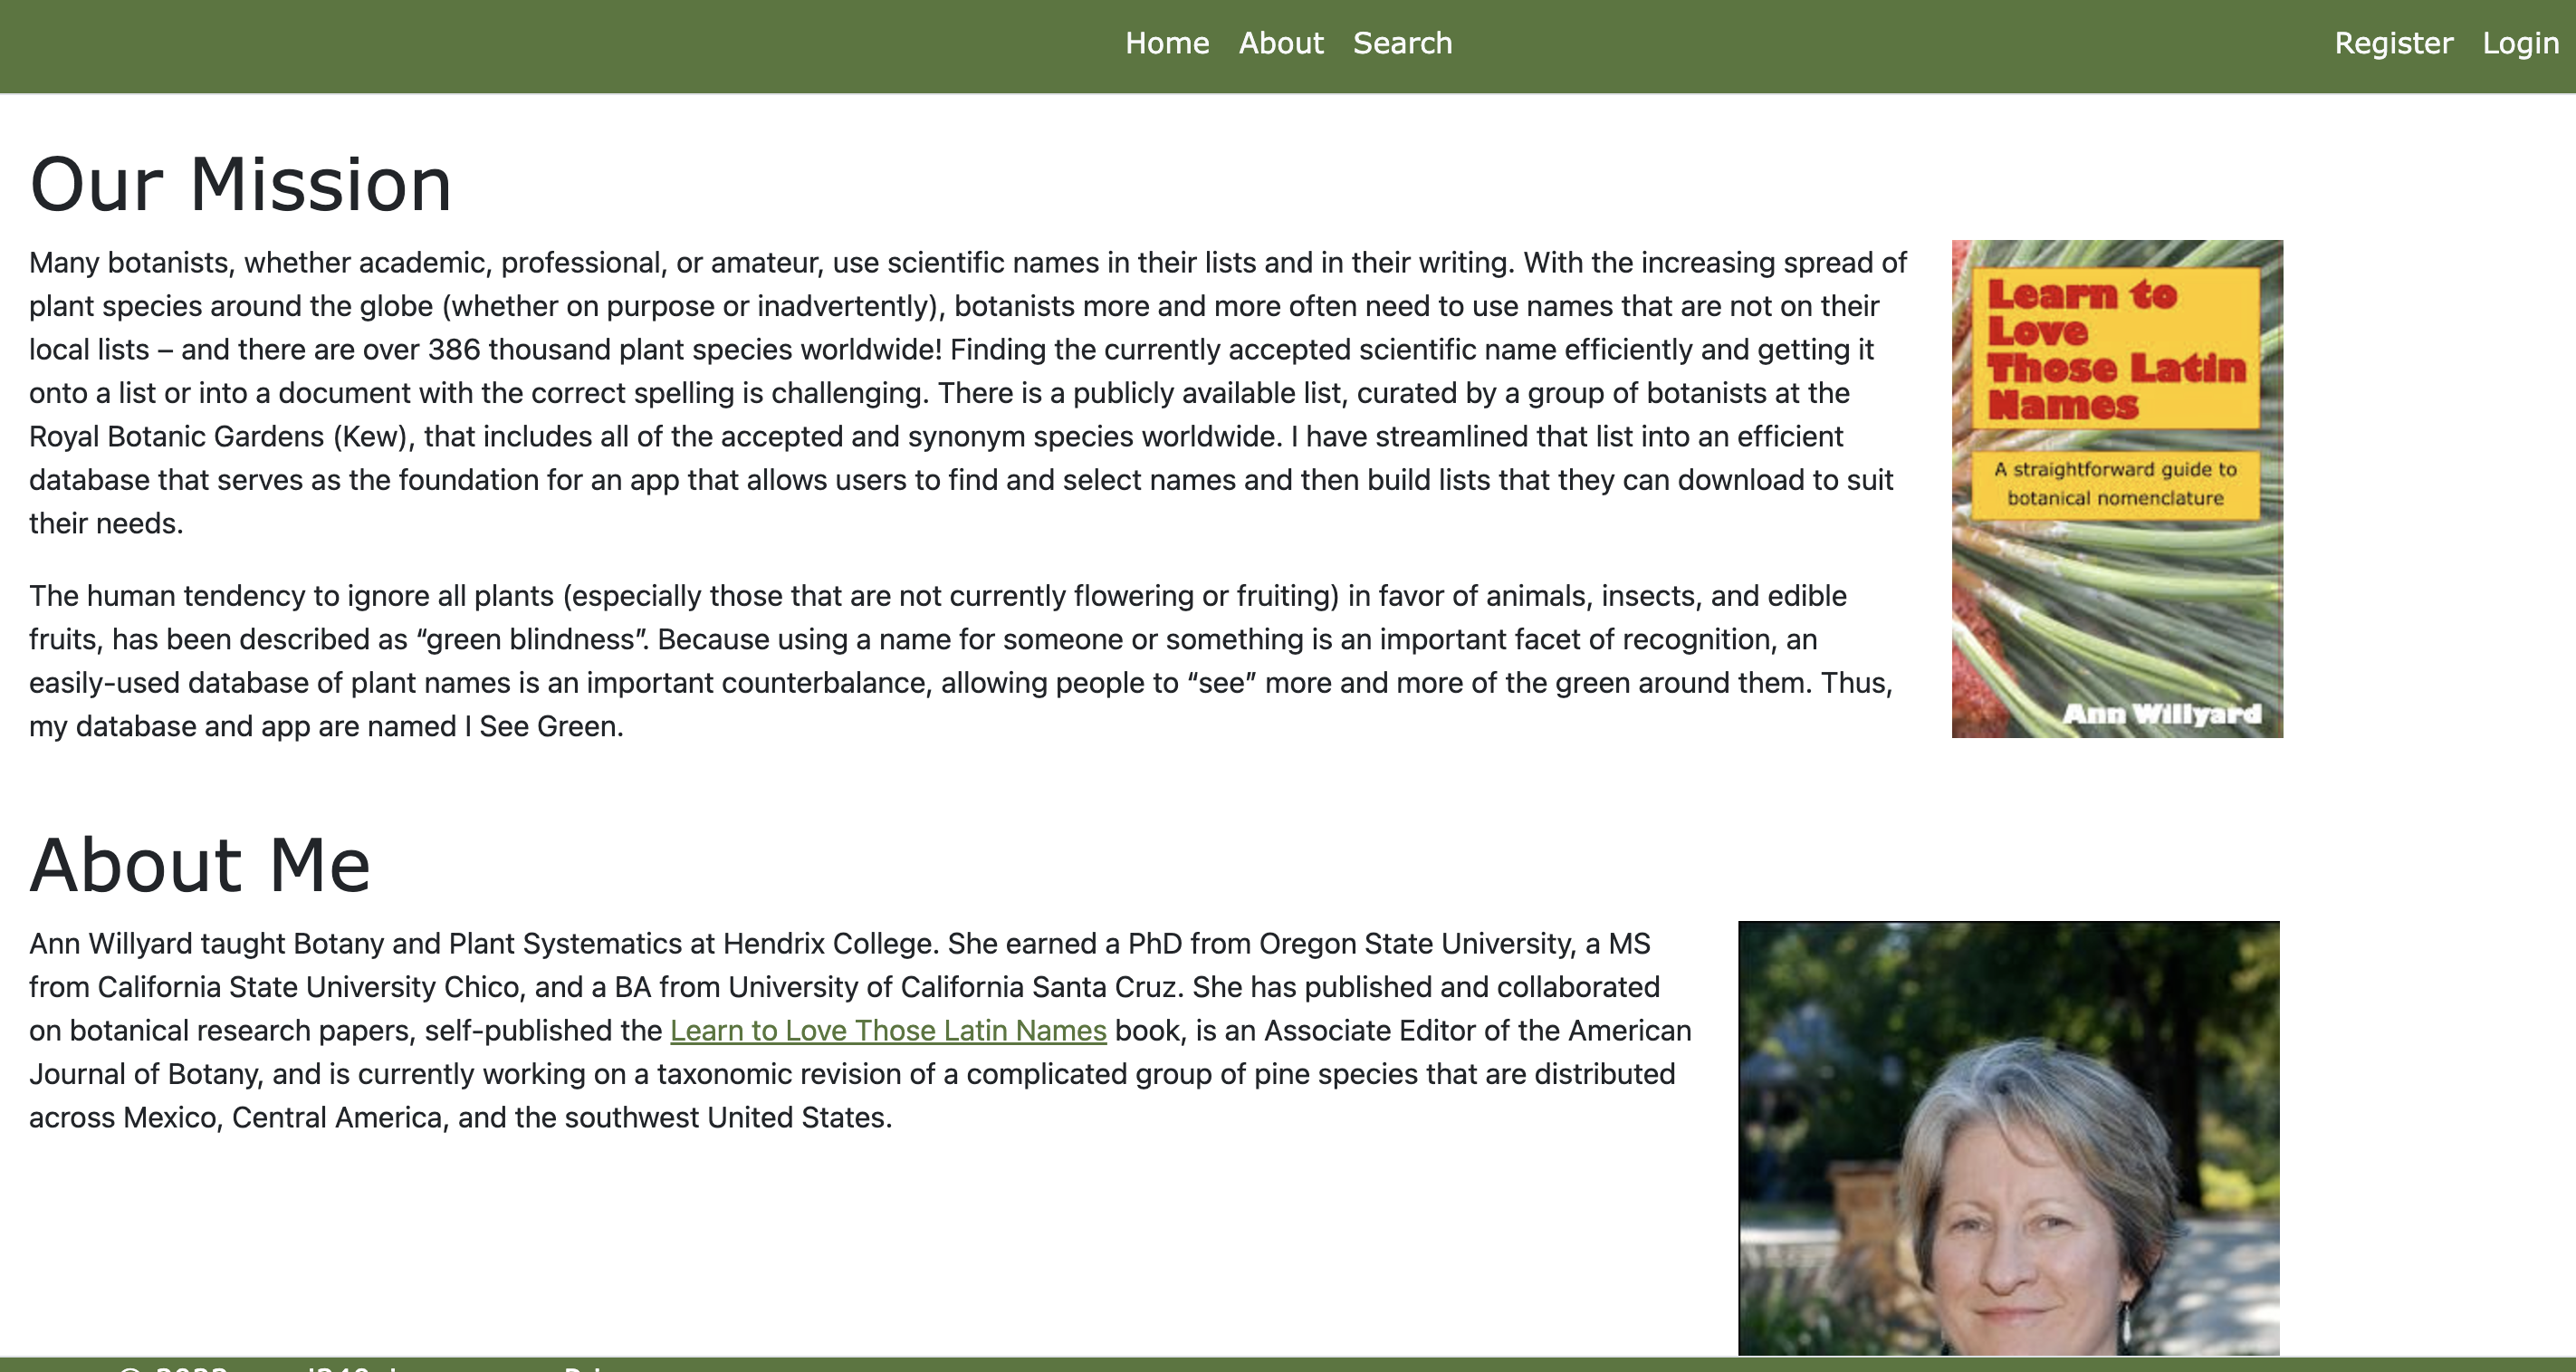 Home About Search Register Login
Our Mission
Many botanists, whether academic, professional, or amateur, use scientific names in their lists and in their writing. With the increasing spread of
plant species around the globe (whether on purpose or inadvertently), botanists more and more often need to use names that are not on their
local lists – and there are over 386 thousand plant species worldwide! Finding the currently accepted scientific name efficiently and getting it
onto a list or into a document with the correct spelling is challenging. There is a publicly available list, curated by a group of botanists at the
Royal Botanic Gardens (Kew), that includes all of the accepted and synonym species worldwide. I have streamlined that list into an efficient
database that serves as the foundation for an app that allows users to find and select names and then build lists that they can download to suit
their needs.
The human tendency to ignore all plants (especially those that are not currently flowering or fruiting) in favor of animals, insects, and edible
fruits, has been described as “green blindness”. Because using a name for someone or something is an important facet of recognition, an
easily-used database of plant names is an important counterbalance, allowing people to “see” more and more of the green around them. Thus,
my database and app are named I See Green.
Learn to
Love
Those Latin
Names
A straightforward guide to
botanical nomenclature
Ann Willyard
About Me
Ann Willyard taught Botany and Plant Systematics at Hendrix College. She earned a PhD from Oregon State University, a MS
from California State University Chico, and a BA from University of California Santa Cruz. She has published and collaborated
on botanical research papers, self-published the Learn to Love Those Latin Names book, is an Associate Editor of the American
Journal of Botany, and is currently working on a taxonomic revision of a complicated group of pine species that are distributed
across Mexico, Central America, and the southwest United States.